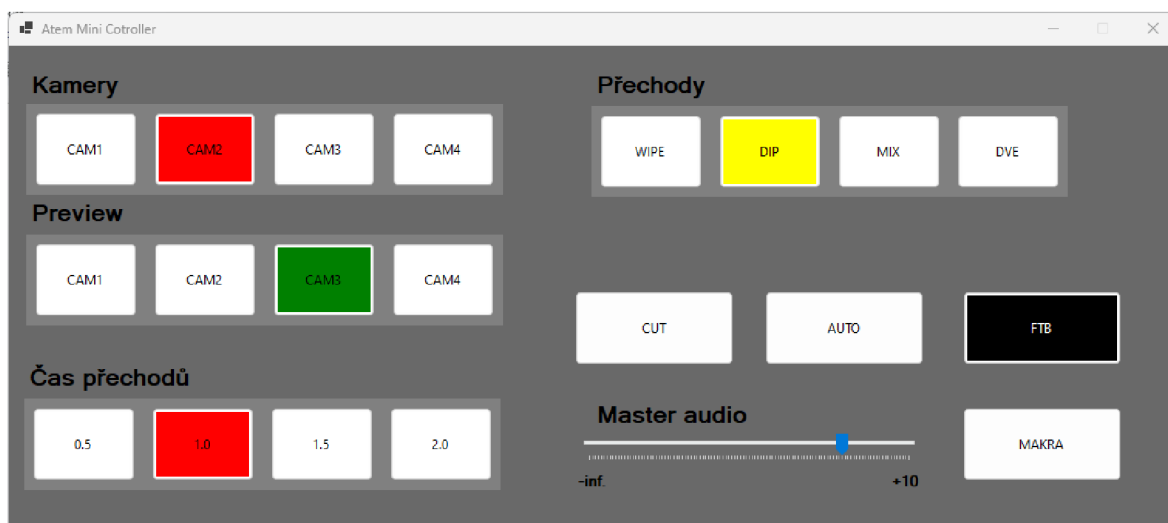 Atem Mini Cotroller
Kamery
CAM1 CAM2 CAM3 CAM4
Preview
CAM1 CAM2 CAM3 CAM4
Čas přechodů
0.5 1.0 1.5 2.0
Přechody
WIPE DIP MIX DVE
CUT AUTO FTB
Master audio
-inf. +10
MAKRA